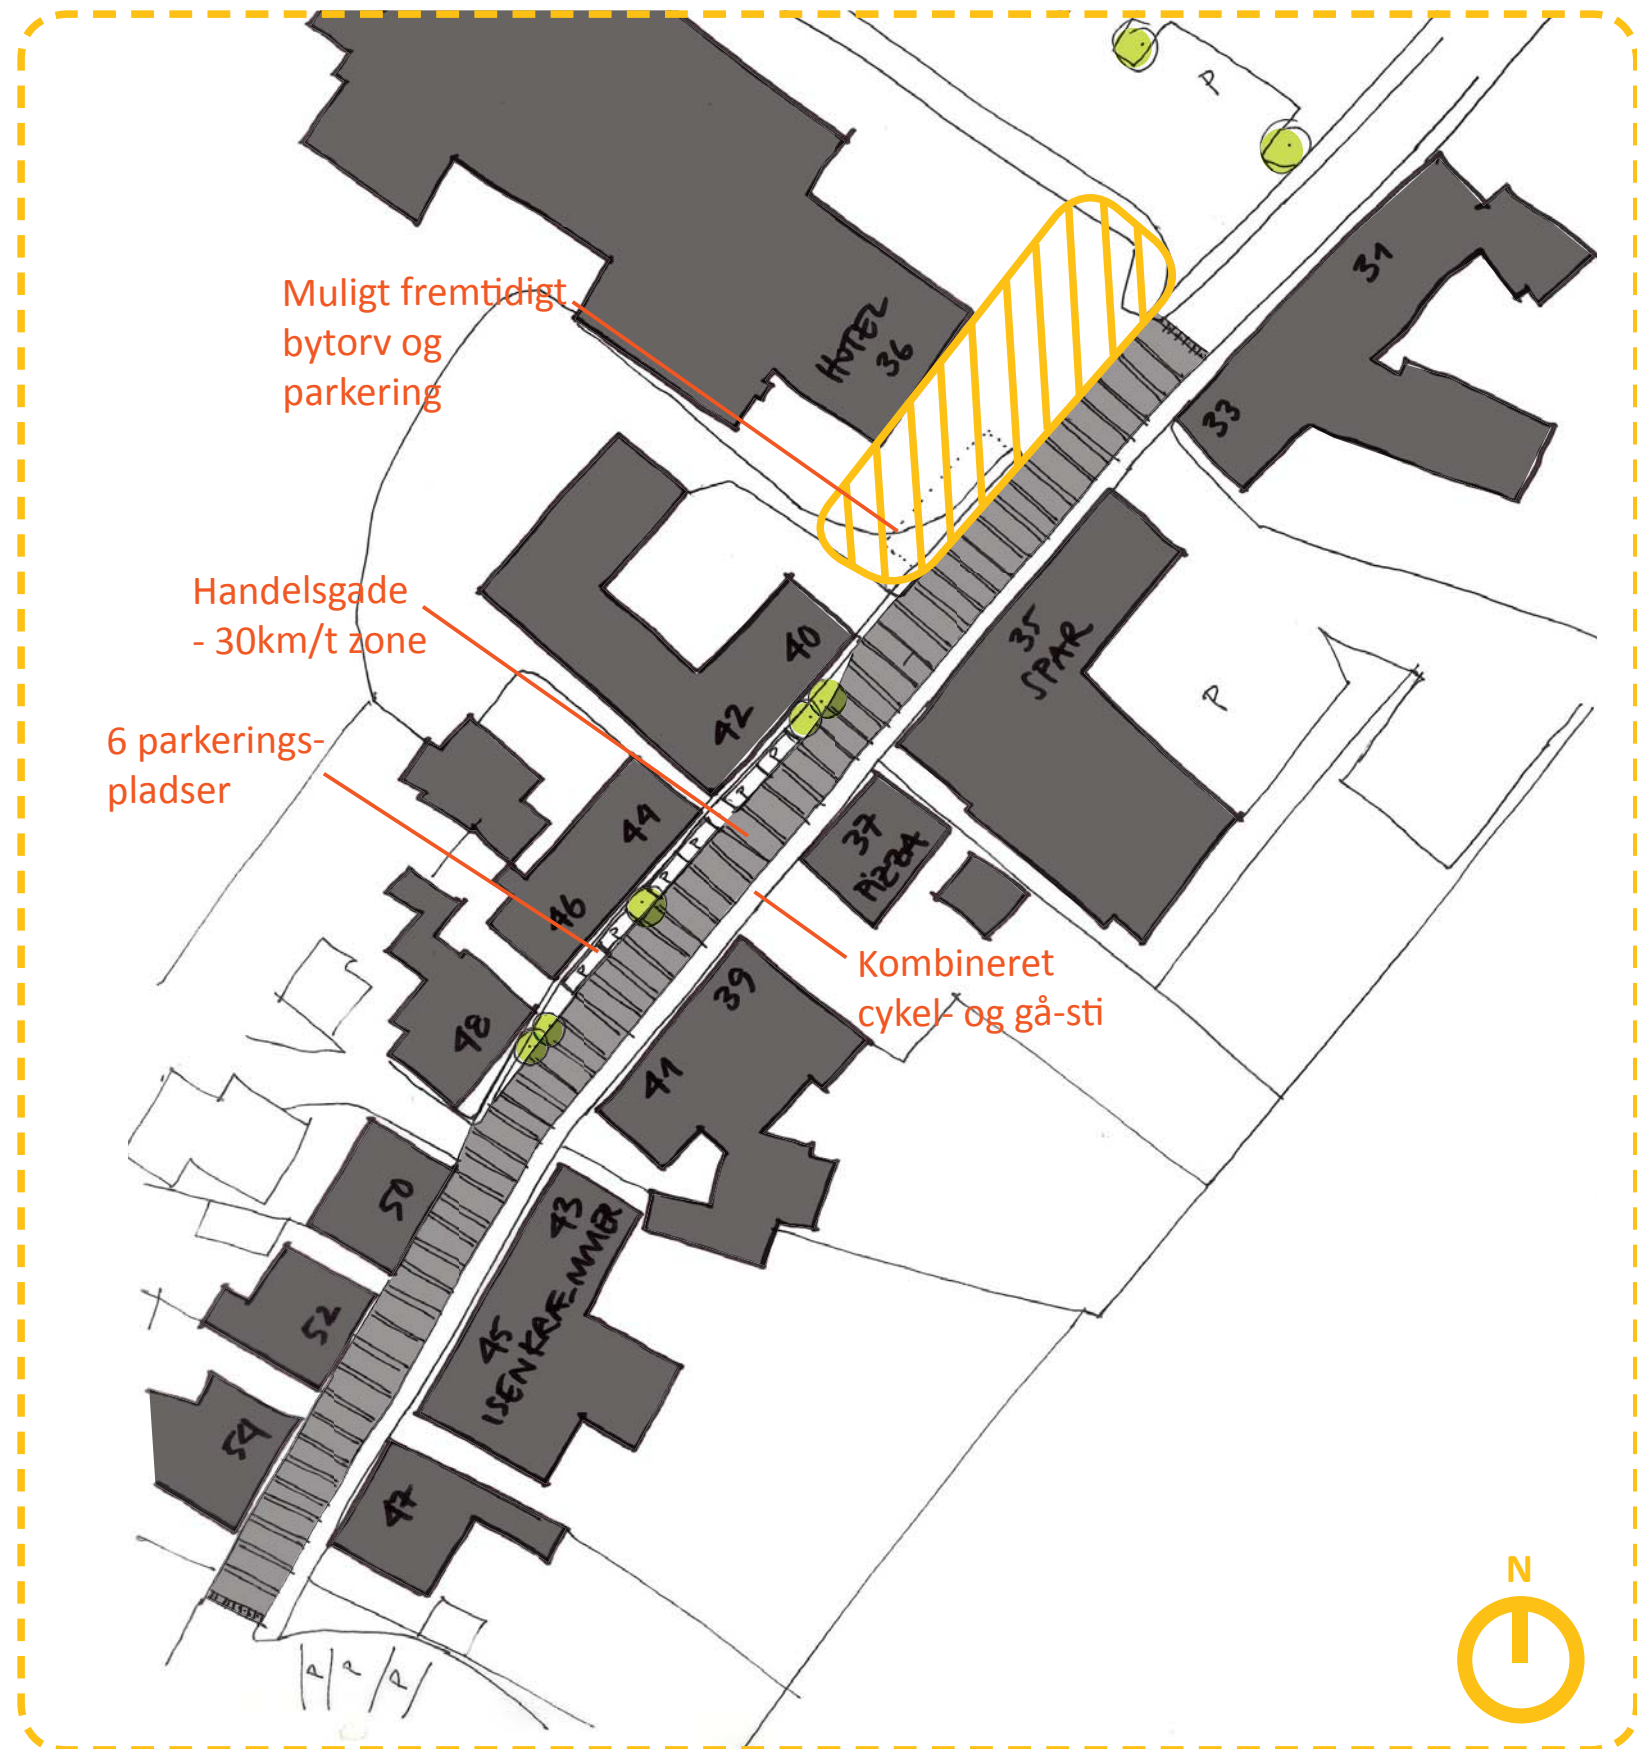 P
31
Muligt fremtidigt
bytorv og
parkering
HOTEL
36
33
Handelsgade
- 30km/t zone
40
35
SPAR
P
42
6 parkerings-
pladser
P
P
44
37
PIZZA
P
P
46
P
P
Kombineret
cykel- og gå-sti
39
48
41
50
43
45
ISENKRÆMMER
52
54
47
N
P
P
P